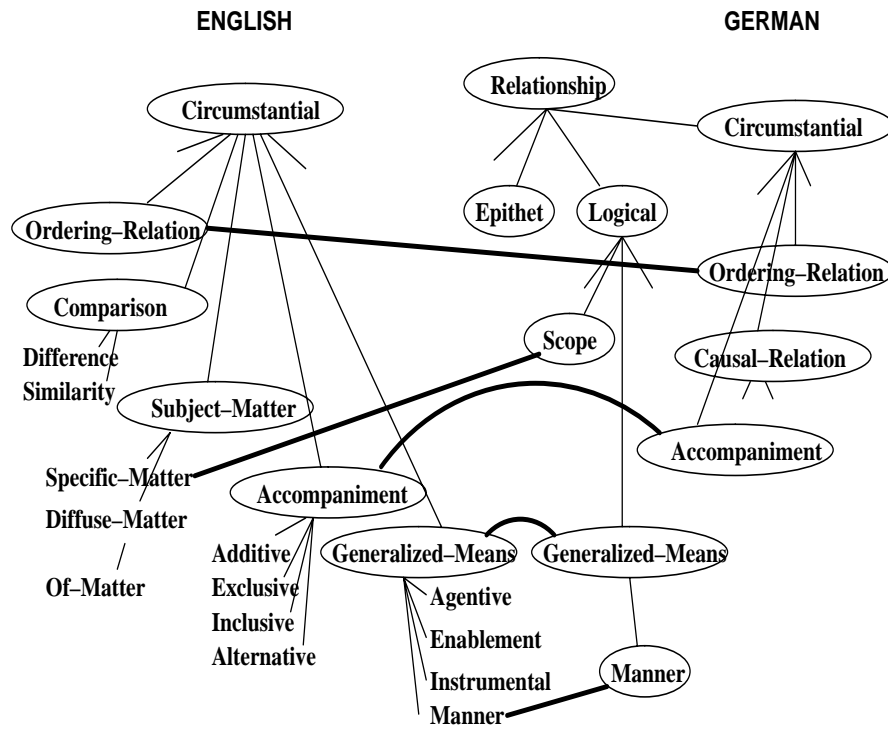 ENGLISH
GERMAN
Relationship
Circumstantial
Circumstantial
Epithet
Logical
Ordering–Relation
Ordering–Relation
Comparison
Scope
Difference
Causal–Relation
Similarity
Subject–Matter
Accompaniment
Specific–Matter
Accompaniment
Diffuse–Matter
Additive
Generalized–Means
Generalized–Means
Of–Matter
Exclusive
Agentive
Inclusive
Enablement
Alternative
Manner
Instrumental
Manner